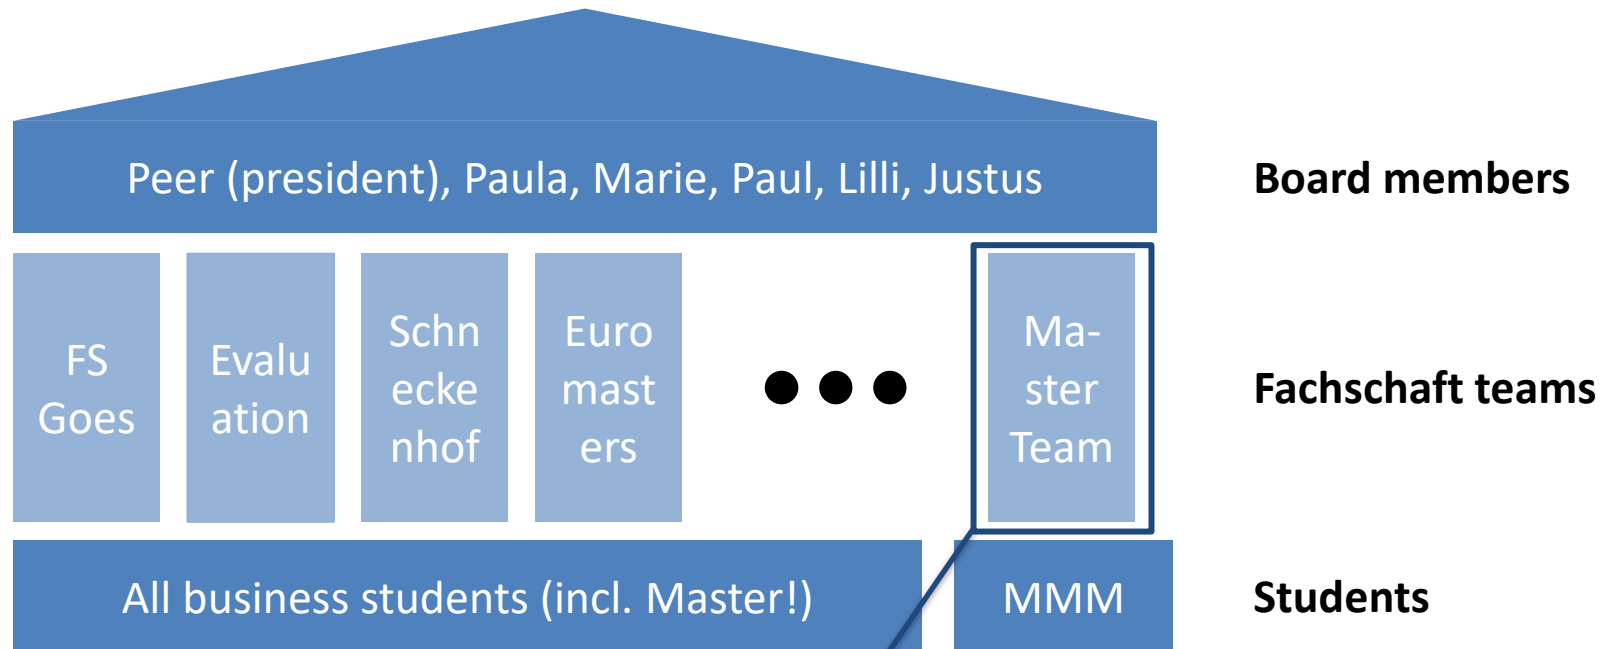 Peer (president), Paula, Marie, Paul, Lilli, Justus
Board members
FS
Goes
Evalu
ation
Schn
ecke
nhof
Euro
mast
ers
Ma-
ster
Team
Fachschaft teams
All business students (incl. Master!)
MMM
Students